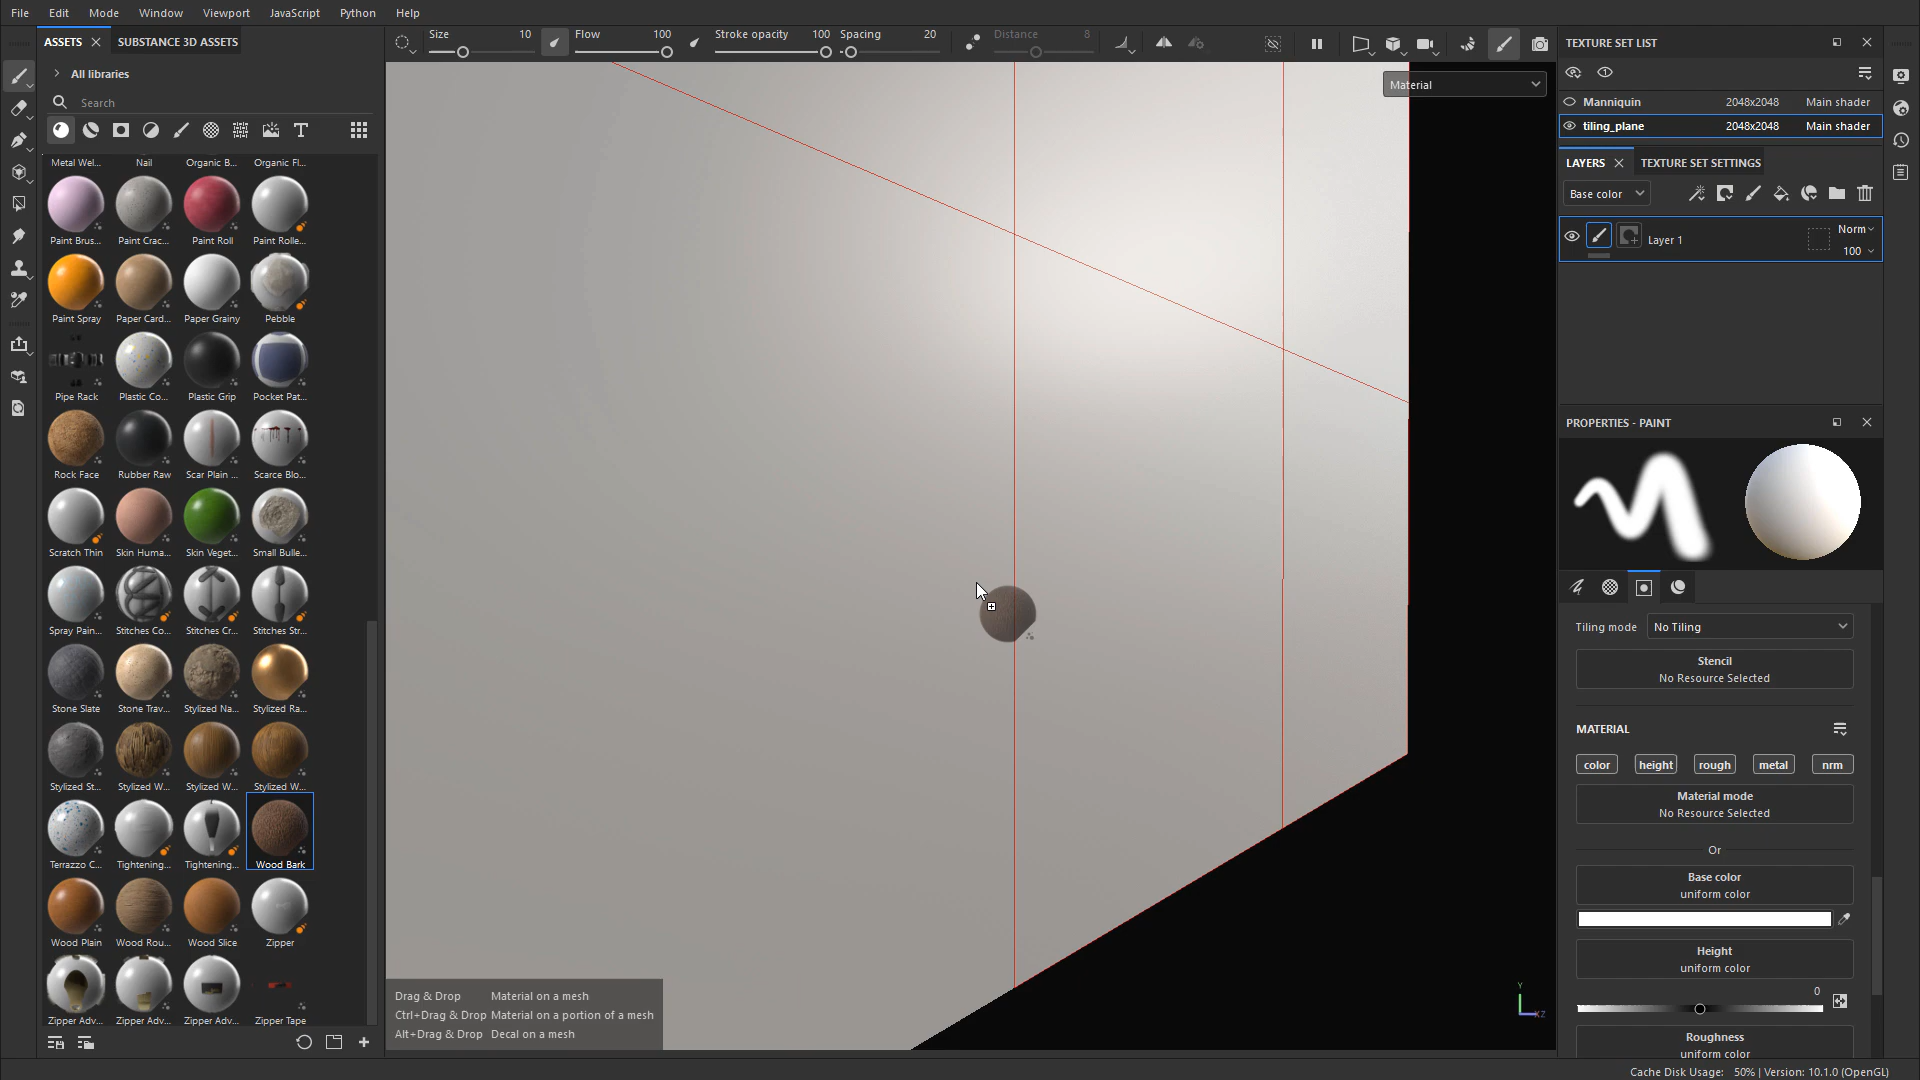 File Edit Mode Window Viewport JavaScript Python Help
ASSETS SUBSTANCE 3D ASSETS
All libraries
Search
Metal Wel... Nail Organic B... Organic Fl...
Paint Brus... Paint Crac... Paint Roll Paint Rolle...
Paint Spray Paper Card... Paper Grainy Pebble
Pipe Rack Plastic Co... Plastic Grip Pocket Pat...
Rock Face Rubber Raw Scar Plain ... Scarce Blo...
Scratch Thin Skin Huma... Skin Veget... Small Bulle...
Spray Pain... Stitches Co... Stitches Cr... Stitches Str...
Stone Slate Stone Trav... Stylized Na... Stylized Ra...
Stylized St... Stylized W... Stylized W... Stylized W...
Terrazzo C... Tightening... Tightening... Wood Bark
Wood Plain Wood Rou... Wood Slice Zipper
Zipper Adv... Zipper Adv... Zipper Adv... Zipper Tape
Size 10 Flow 100 Stroke opacity 100 Spacing 20 Distance 8
Material
Drag & Drop Material on a mesh
Ctrl+Drag & Drop Material on a portion of a mesh
Alt+Drag & Drop Decal on a mesh
Y
XZ
TEXTURE SET LIST
Manniquin 2048x2048 Main shader
tiling_plane 2048x2048 Main shader
LAYERS TEXTURE SET SETTINGS
Base color
Norm
Layer 1
100
PROPERTIES - PAINT
Tiling mode No Tiling
Stencil
No Resource Selected
MATERIAL
color height rough metal nrm
Material mode
No Resource Selected
Or
Base color
uniform color
Height
uniform color
0
Roughness
uniform color
Cache Disk Usage: 50% | Version: 10.1.0 (OpenGL)